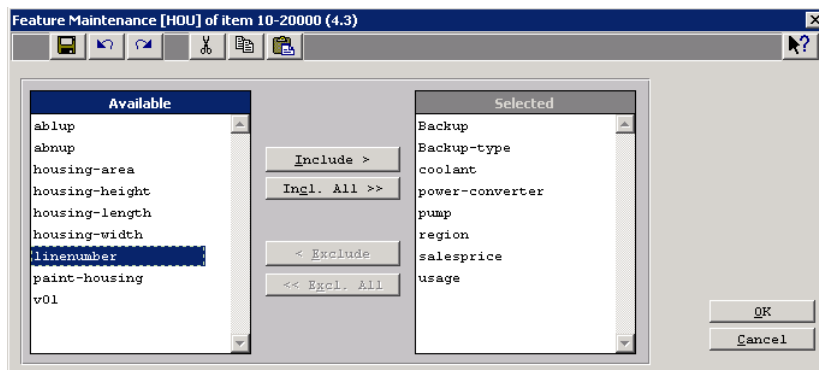 Feature Maintenance [HOU] of item 10-20000 (4.3)
Available
ablup
abnup
housing-area
housing-height
housing-length
housing-width
linenumber
paint-housing
v01
Include >
Incl. All >>
< Exclude
<< Excl. All
Selected
Backup
Backup-type
coolant
power-converter
pump
region
salesprice
usage
OK
Cancel